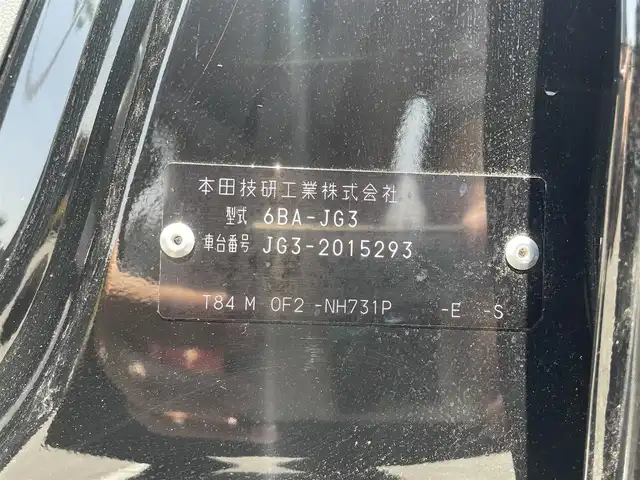 本田技研工業株式会社
型式 6BA-JG3
車台番号 JG3-2015293
T84 M 0F2 -NH731P -E -S